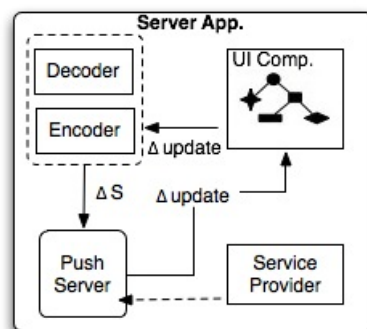 Server App.
Decoder
Encoder
UI Comp.
Δ update
Δ S
Δ update
Push
Server
Service
Provider